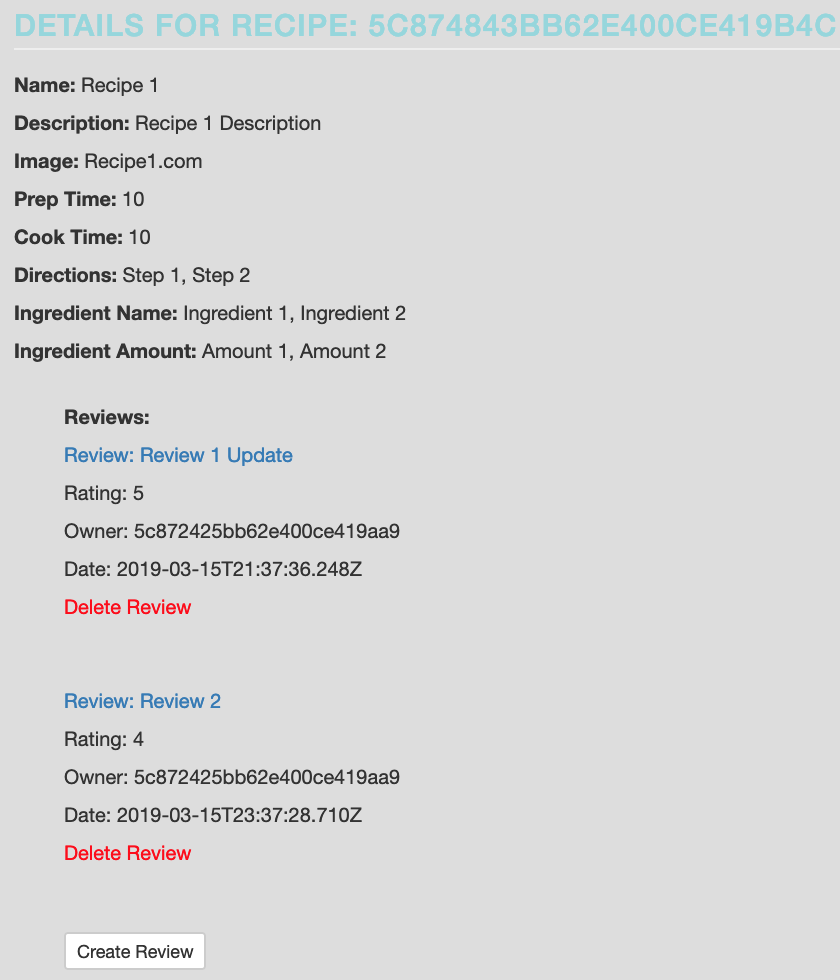 DETAILS FOR RECIPE: 5C874843BB62E400CE419B4C
Name: Recipe 1
Description: Recipe 1 Description
Image: Recipe1.com
Prep Time: 10
Cook Time: 10
Directions: Step 1, Step 2
Ingredient Name: Ingredient 1, Ingredient 2
Ingredient Amount: Amount 1, Amount 2
Reviews:
Review: Review 1 Update
Rating: 5
Owner: 5c872425bb62e400ce419aa9
Date: 2019-03-15T21:37:36.248Z
Delete Review
Review: Review 2
Rating: 4
Owner: 5c872425bb62e400ce419aa9
Date: 2019-03-15T23:37:28.710Z
Delete Review
Create Review